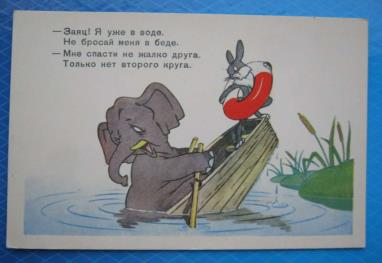 — Заяц! Я уже в воде.
Не бросай меня в беде.
— Мне спасти не жалко друга.
Только нет второго круга.